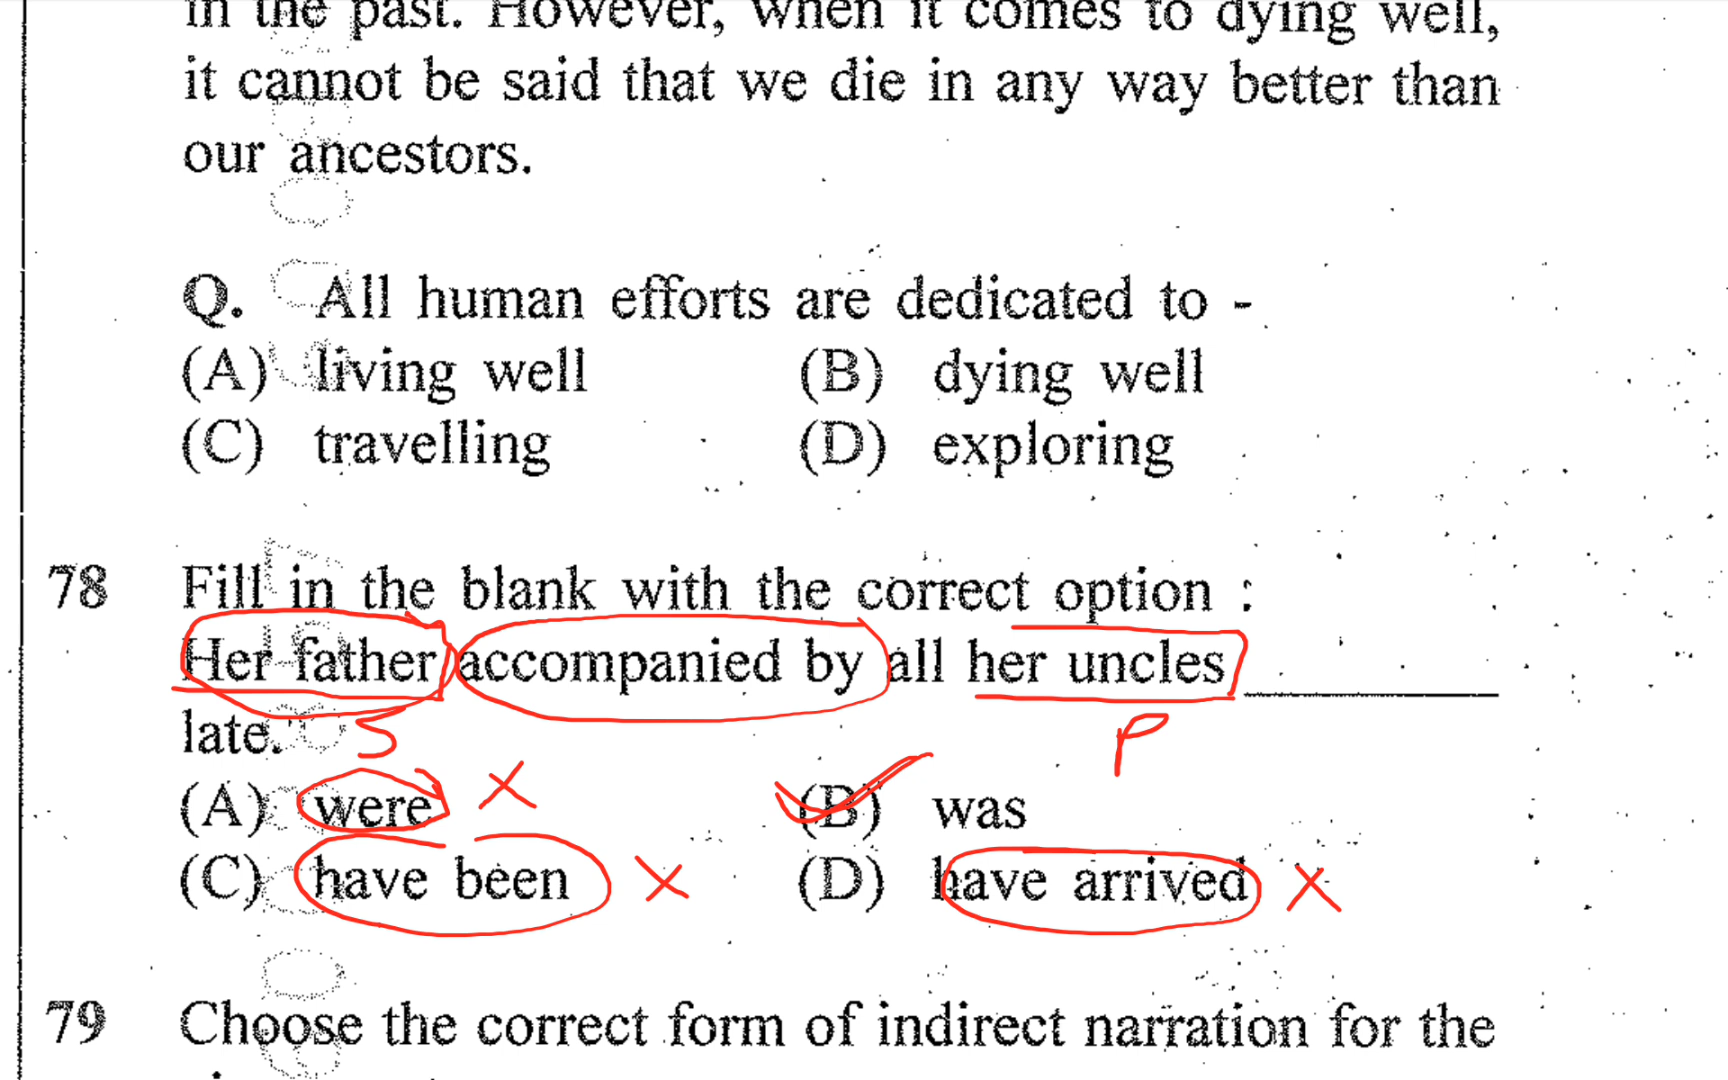 in the past. However, when it comes to dying well,
it cannot be said that we die in any way better than
our ancestors.
Q. All human efforts are dedicated to -
(A) living well (B) dying well
(C) travelling (D) exploring
78 Fill in the blank with the correct option :
Her father accompanied by all her uncles
late.
S P
(A) were (B) was
(C) have been (D) have arrived
79 Choose the correct form of indirect narration for the